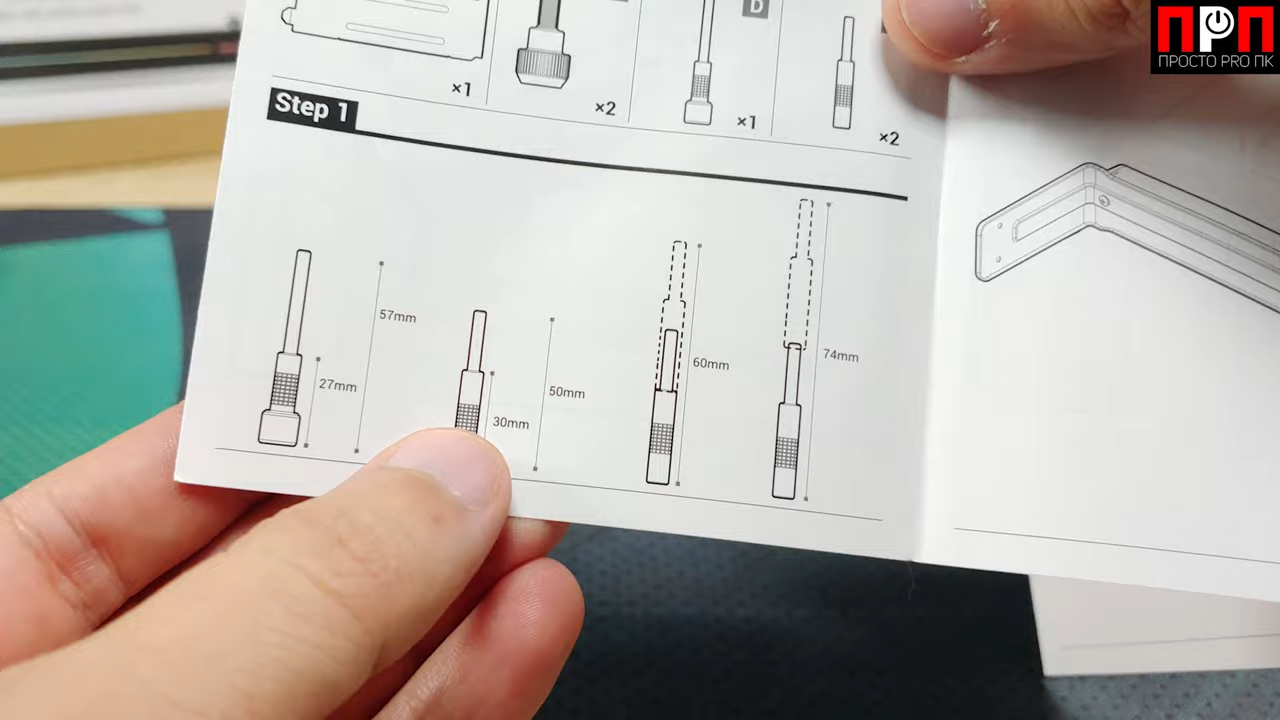 ПРП
ПРОСТО PRO ПК
D
×1
×2
×1
×2
Step 1
57mm
27mm
50mm
30mm
60mm
74mm